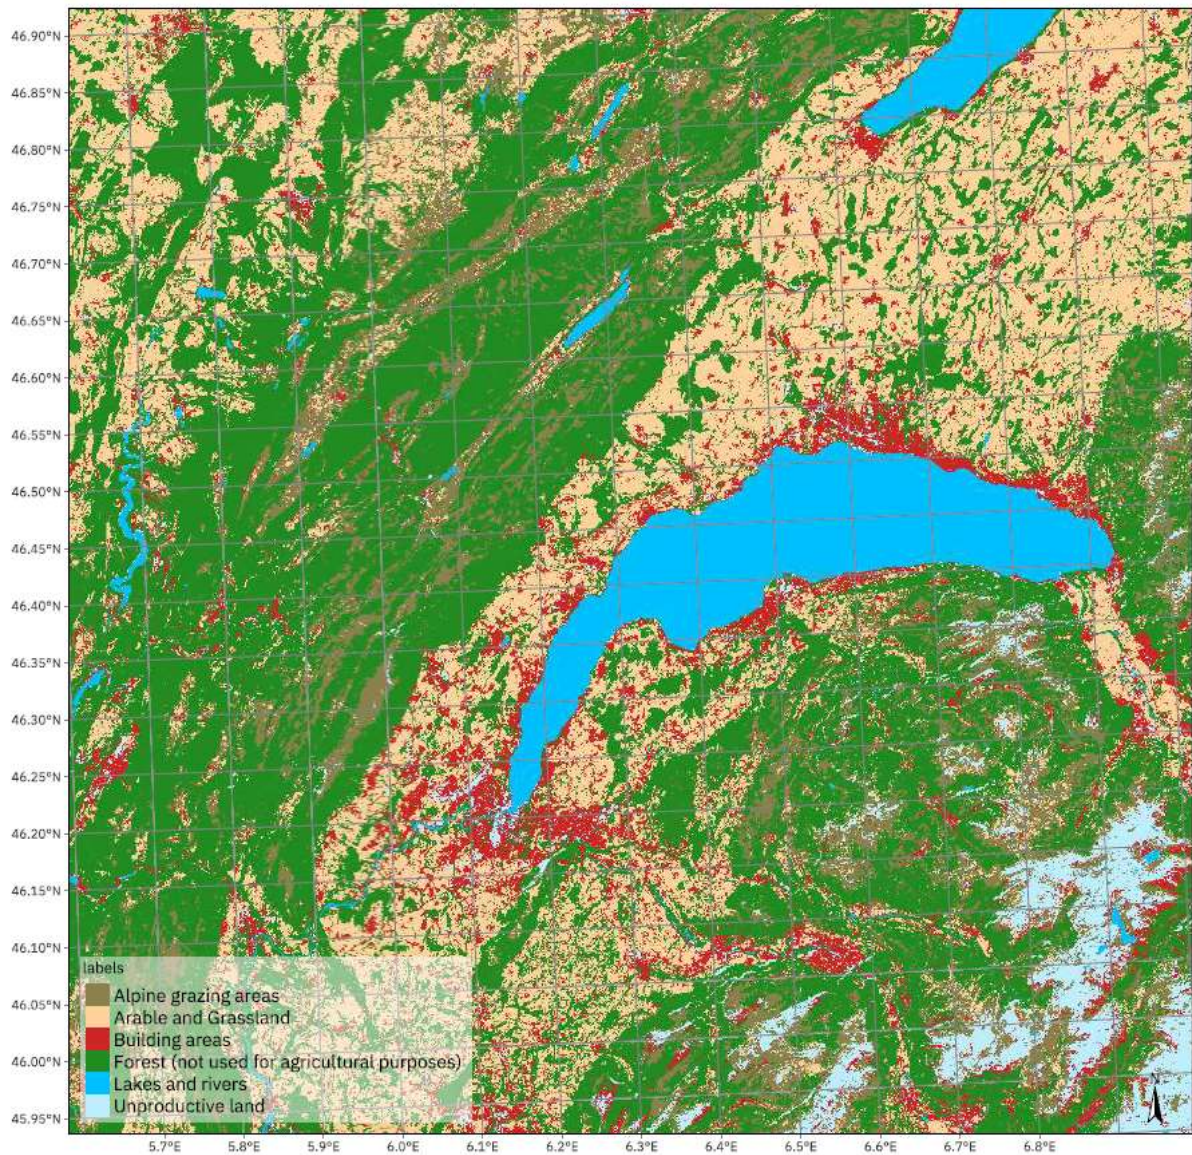 46.90°N
46.85°N
46.80°N
46.75°N
46.70°N
46.65°N
46.60°N
46.55°N
46.50°N
46.45°N
46.40°N
46.35°N
46.30°N
46.25°N
46.20°N
46.15°N
46.10°N
46.05°N
46.00°N
45.95°N
labels
Alpine grazing areas
Arable and Grassland
Building areas
Forest (not used for agricultural purposes)
Lakes and rivers
Unproductive land
N
5.7°E 5.8°E 5.9°E 6.0°E 6.1°E 6.2°E 6.3°E 6.4°E 6.5°E 6.6°E 6.7°E 6.8°E